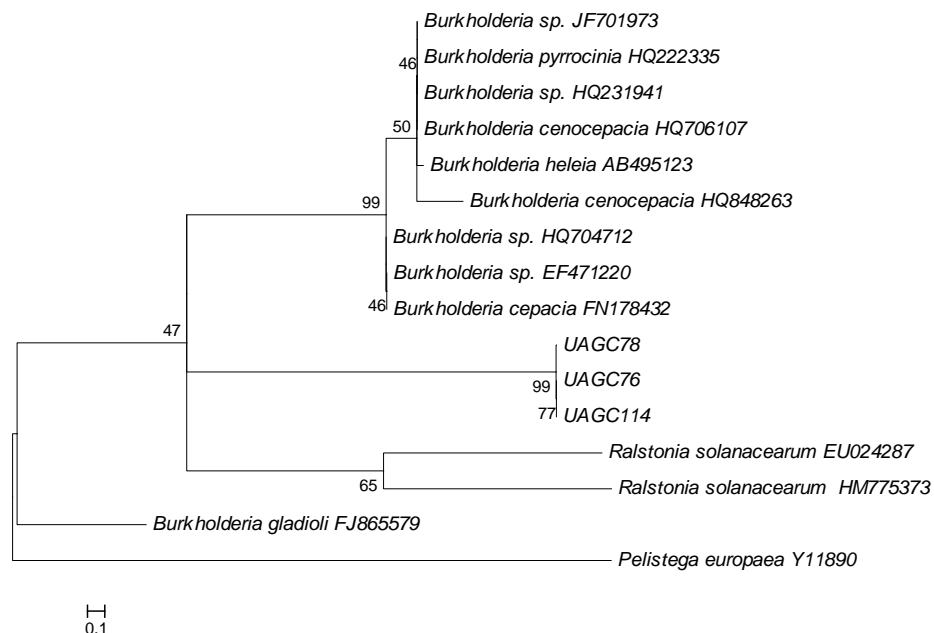 Burkholderia sp. JF701973
46
Burkholderia pyrrocinia HQ222335
Burkholderia sp. HQ231941
50
Burkholderia cenocepacia HQ706107
Burkholderia heleia AB495123
99
Burkholderia cenocepacia HQ848263
Burkholderia sp. HQ704712
Burkholderia sp. EF471220
46
Burkholderia cepacia FN178432
47
UAGC78
99
UAGC76
77
UAGC114
Ralstonia solanacearum EU024287
65
Ralstonia solanacearum HM775373
Burkholderia gladioli FJ865579
Pelistega europaea Y11890
0.1